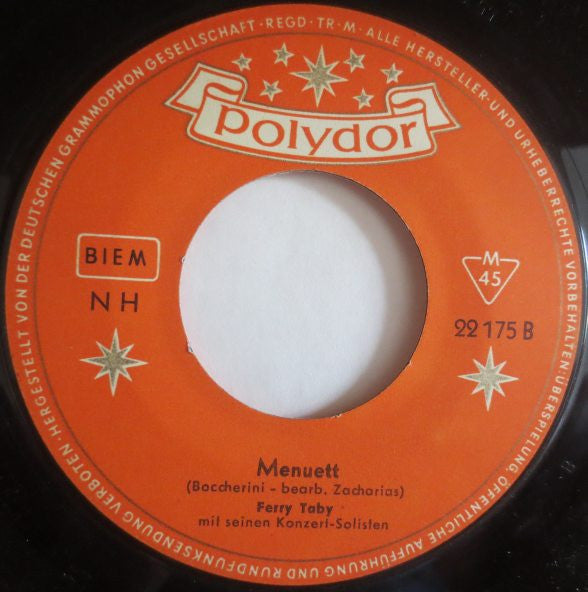 HERGESTELLT VON DER DEUTSCHEN GRAMMOPHON GESELLSCHAFT · REGD · TR · M · ALLE HERSTELLER- UND URHEBERRECHTE VORBEHALTEN · ÜBERSPIELUNG, ÖFFENTLICHE AUFFÜHRUNG UND RUNDFUNKSENDUNG VERBOTEN ·
Polydor
BIEM
NH
M
45
22 175 B
Menuett
(Boccherini - bearb. Zacharias)
Ferry Taby
mit seinen Konzert-Solisten